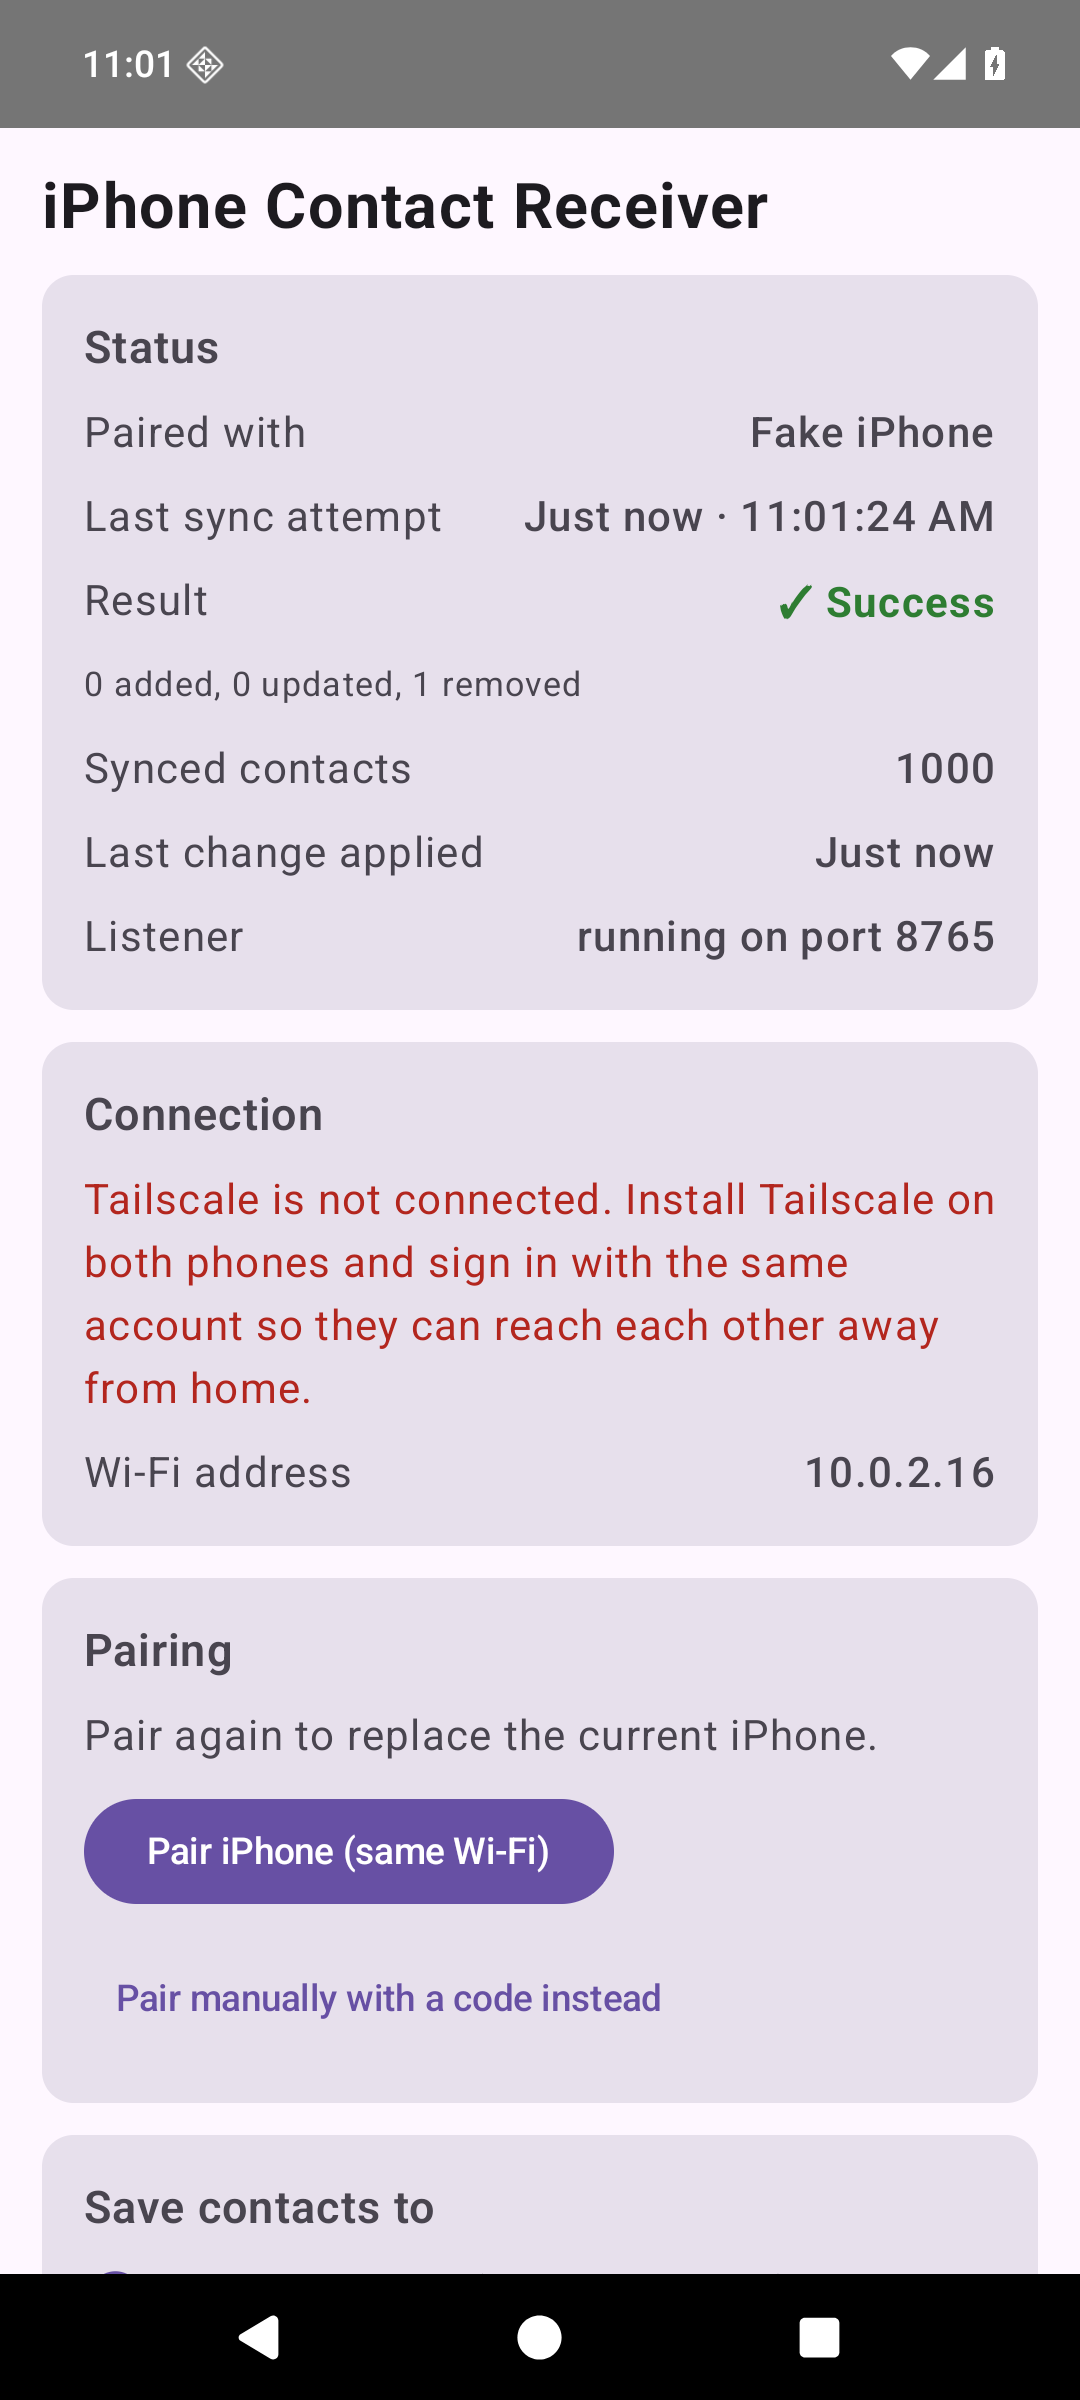 11:01
iPhone Contact Receiver
Status
Paired with Fake iPhone
Last sync attempt Just now · 11:01:24 AM
Result ✓ Success
0 added, 0 updated, 1 removed
Synced contacts 1000
Last change applied Just now
Listener running on port 8765
Connection
Tailscale is not connected. Install Tailscale on
both phones and sign in with the same
account so they can reach each other away
from home.
Wi-Fi address 10.0.2.16
Pairing
Pair again to replace the current iPhone.
Pair iPhone (same Wi-Fi)
Pair manually with a code instead
Save contacts to